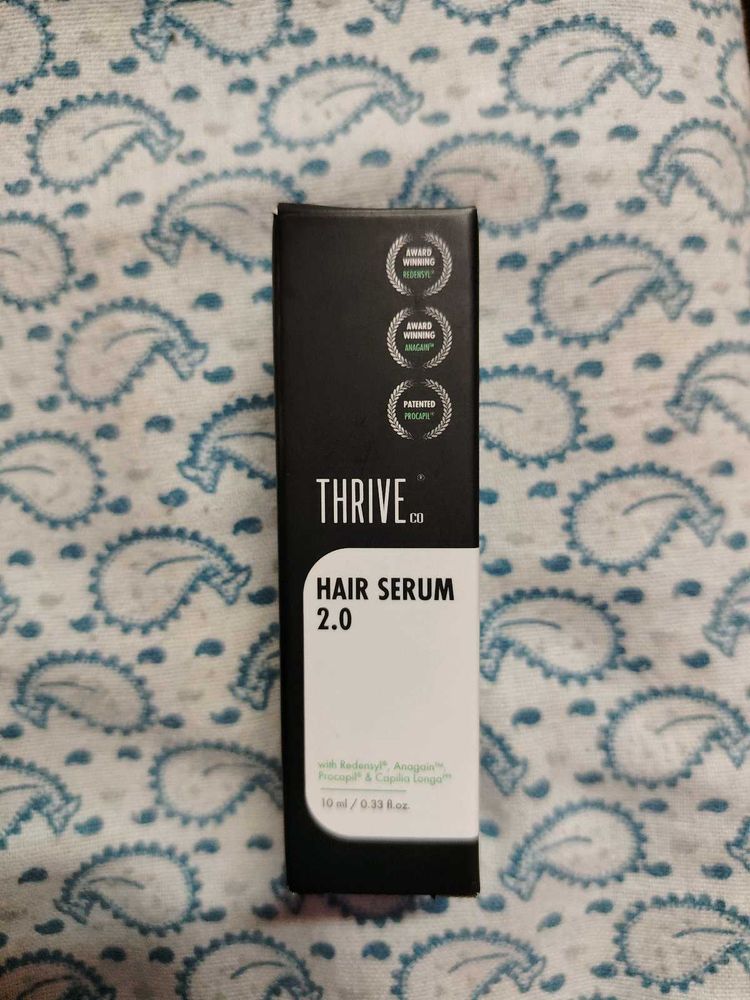 AWARD
WINNING
REDENSYL®
AWARD
WINNING
ANAGAIN™
PATENTED
PROCAPIL®
THRIVE®
CO
HAIR SERUM
2.0
with Redensyl®, Anagain™,
Procapil® & Capilia Longa™
10 ml / 0.33 fl.oz.